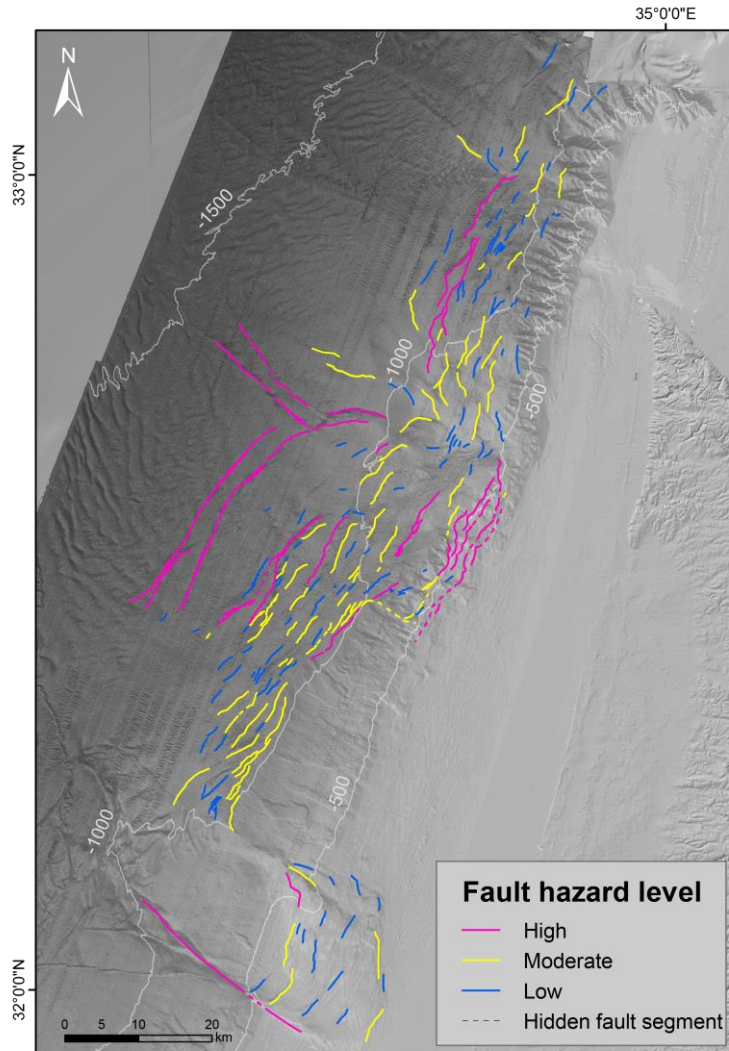 35°0'0"E
N
33°0'0"N
-1500
-1000
-500
-1000
-500
32°0'0"N
Fault hazard level
High
Moderate
Low
Hidden fault segment
0 5 10 20
km